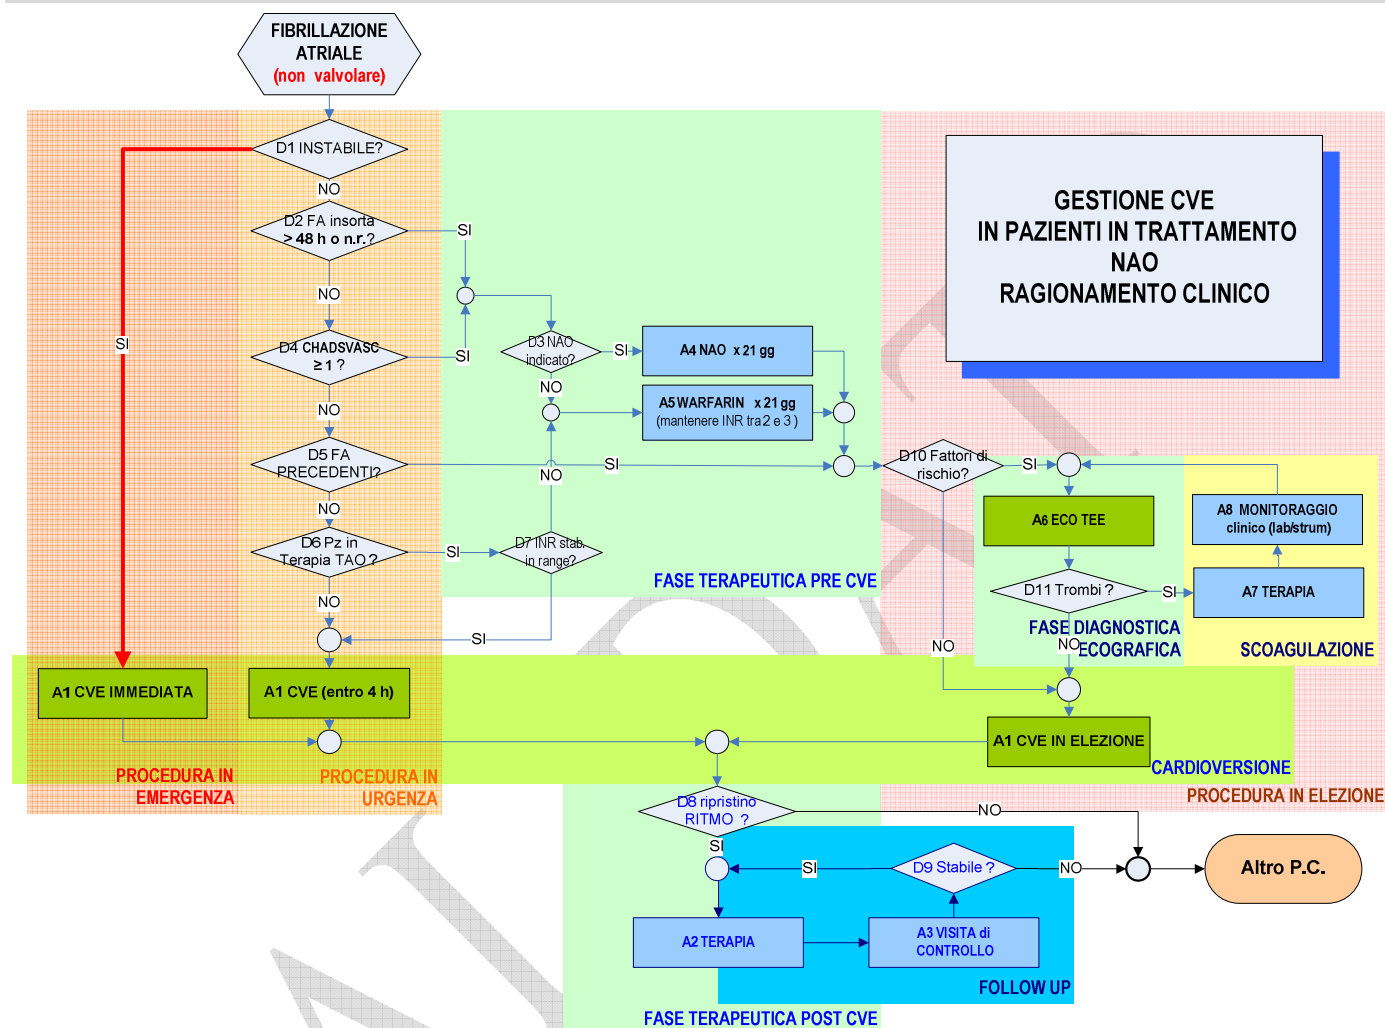 FIBRILLAZIONE
ATRIALE
(non valvolare)
D1 INSTABILE?
NO
D2 FA insorta
> 48 h o n.r.?
SI
GESTIONE CVE
IN PAZIENTI IN TRATTAMENTO
NAO
RAGIONAMENTO CLINICO
NO
SI
D4 CHADSVASC
≥ 1 ?
SI
D3 NAO
indicato?
SI
A4 NAO x 21 gg
NO
A5 WARFARIN x 21 gg
(mantenere INR tra 2 e 3 )
NO
D5 FA
PRECEDENTI?
SI
NO
D10 Fattori di
rischio?
SI
NO
D6 Pz in
Terapia TAO ?
SI
D7 INR stab.
in range?
FASE TERAPEUTICA PRE CVE
A6 ECO TEE
A8 MONITORAGGIO
clinico (lab/strum)
D11 Trombi ?
SI
A7 TERAPIA
NO
SI
NO
FASE DIAGNOSTICA
ECOGRAFICA
NO
SCOAGULAZIONE
A1 CVE IMMEDIATA
A1 CVE (entro 4 h)
A1 CVE IN ELEZIONE
PROCEDURA IN
EMERGENZA
PROCEDURA IN
URGENZA
CARDIOVERSIONE
PROCEDURA IN ELEZIONE
D8 ripristino
RITMO ?
NO
SI
SI
D9 Stabile ?
NO
Altro P.C.
A2 TERAPIA
A3 VISITA di
CONTROLLO
FOLLOW UP
FASE TERAPEUTICA POST CVE